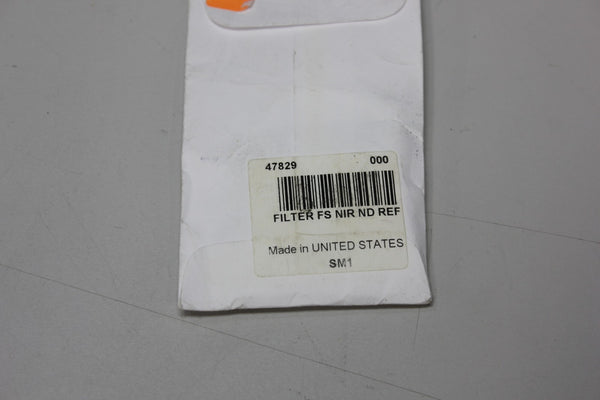 47829 000
FILTER FS NIR ND REF
Made in UNITED STATES
SM1